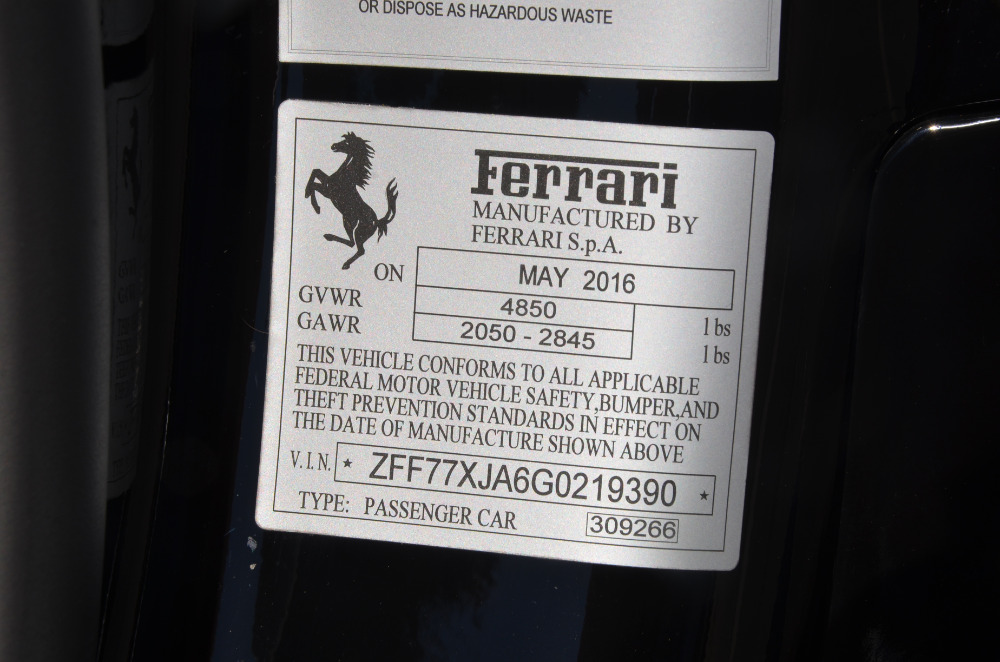 OR DISPOSE AS HAZARDOUS WASTE
Ferrari
MANUFACTURED BY
FERRARI S.p.A.
ON MAY 2016
GVWR 4850 lbs
GAWR 2050 - 2845 lbs
THIS VEHICLE CONFORMS TO ALL APPLICABLE
FEDERAL MOTOR VEHICLE SAFETY,BUMPER,AND
THEFT PREVENTION STANDARDS IN EFFECT ON
THE DATE OF MANUFACTURE SHOWN ABOVE
V.I.N. ★ ZFF77XJA6G0219390 ★
TYPE: PASSENGER CAR 309266